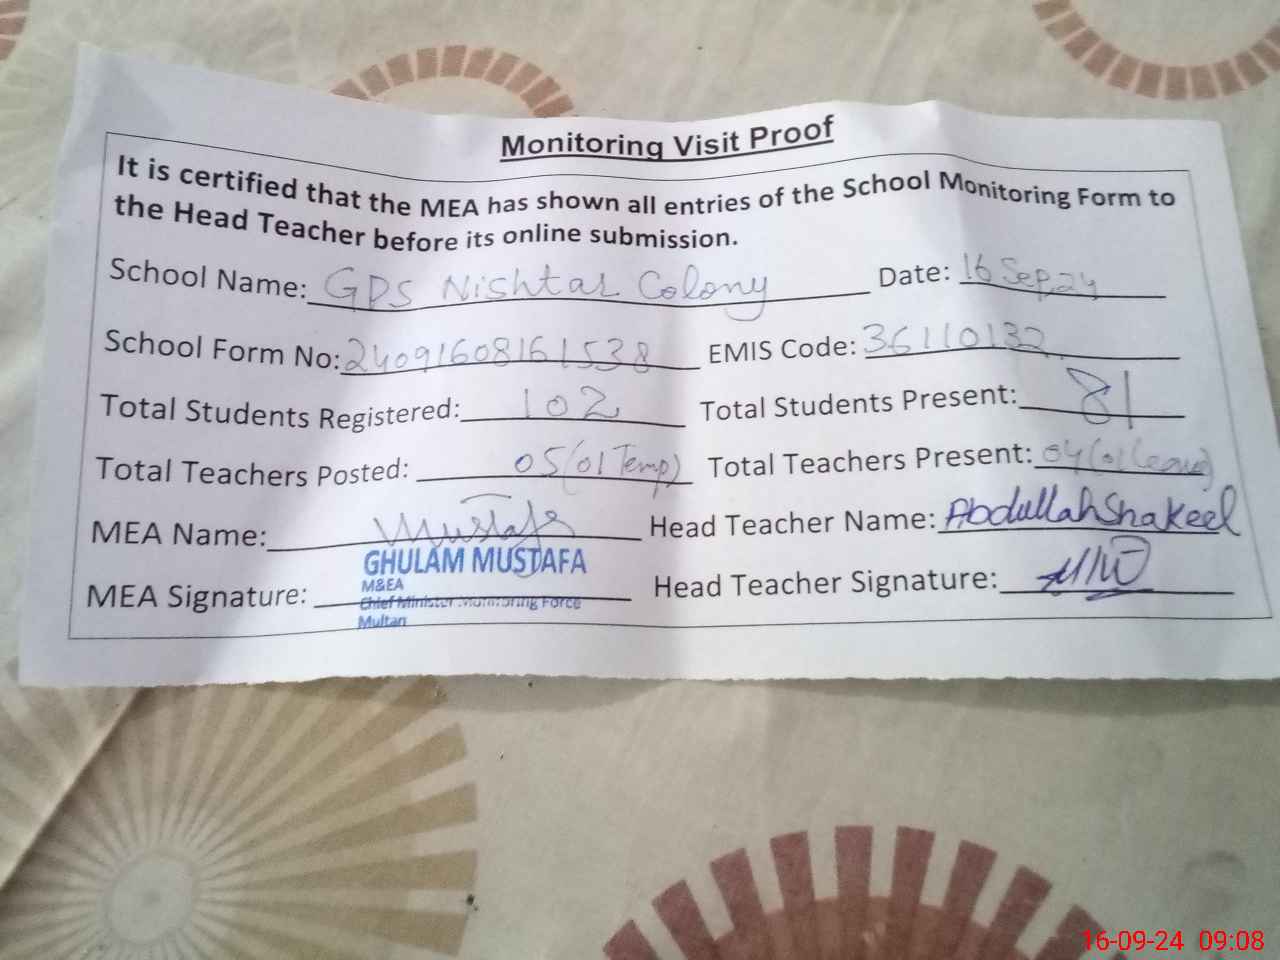 Monitoring Visit Proof
It is certified that the MEA has shown all entries of the School Monitoring Form to
the Head Teacher before its online submission.
School Name: GPS Nishtar Colony Date: 16 Sep, 24
School Form No: 24091608161538 EMIS Code: 36110132
Total Students Registered: 102 Total Students Present: 81
Total Teachers Posted: 05 (01 Temp) Total Teachers Present: 04 (01 Leave)
MEA Name: Mustafa Head Teacher Name: Abdullah Shakeel
GHULAM MUSTAFA
M&EA
MEA Signature: Head Teacher Signature:
Chief Minister Monitoring Force
Multan
16-09-24 09:08